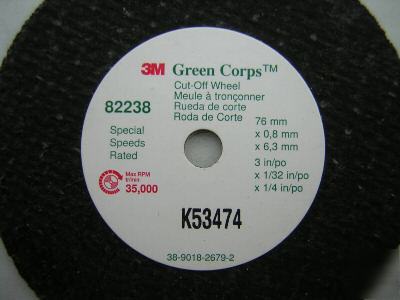 3M Green Corps™
Cut-Off Wheel
Meule à tronçonner
Rueda de corte
Roda de Corte
82238
Special
Speeds
Rated
76 mm
x 0,8 mm
x 6,3 mm
3 in/po
x 1/32 in/po
x 1/4 in/po
Max RPM
tr/min
35,000
K53474
38-9018-2679-2